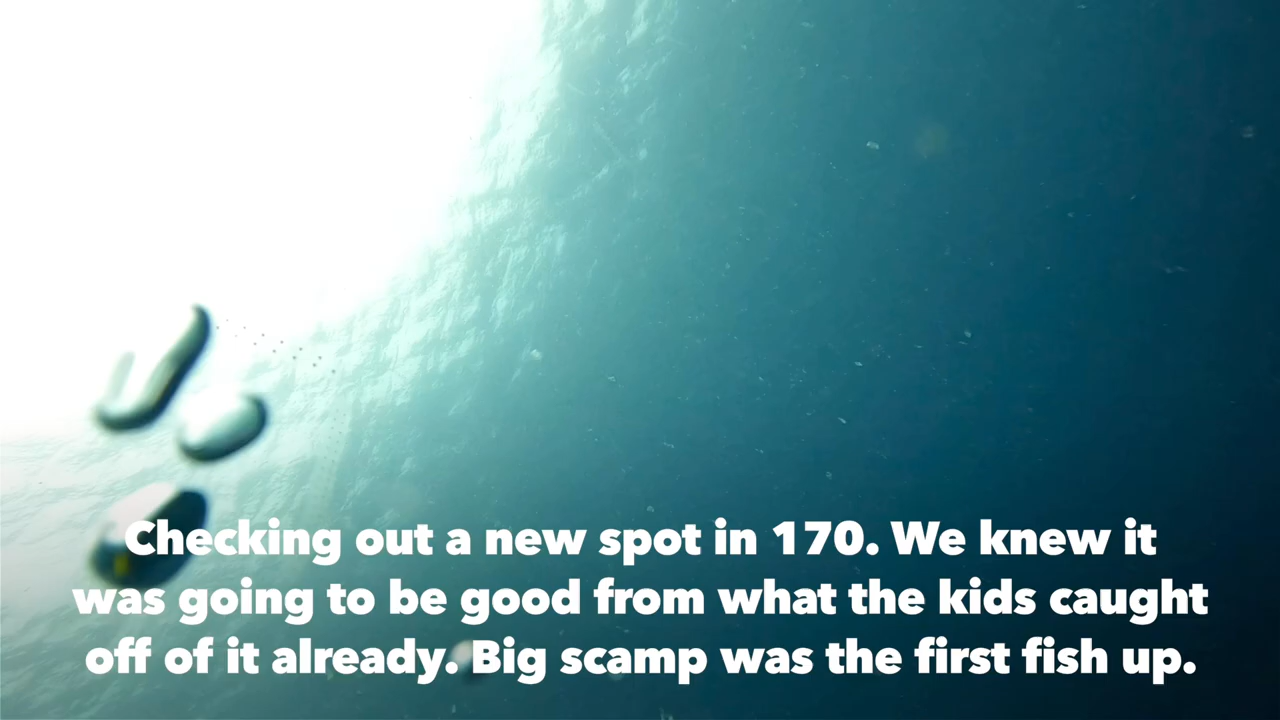 Checking out a new spot in 170. We knew it
was going to be good from what the kids caught
off of it already. Big scamp was the first fish up.